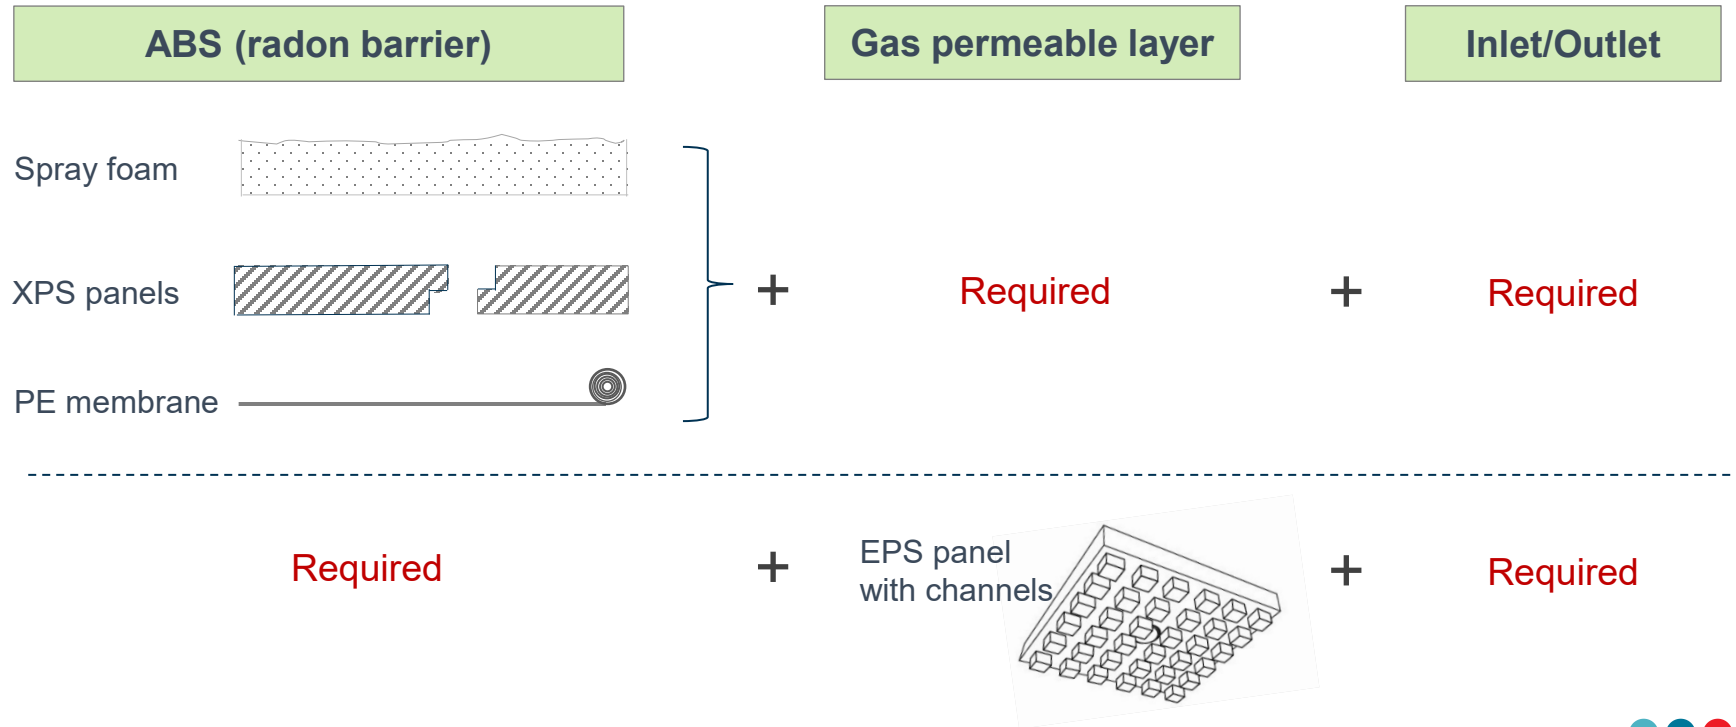 ABS (radon barrier)
Gas permeable layer
Inlet/Outlet
Spray foam
XPS panels
+
Required
+
Required
PE membrane
Required
+
EPS panel
with channels
+
Required